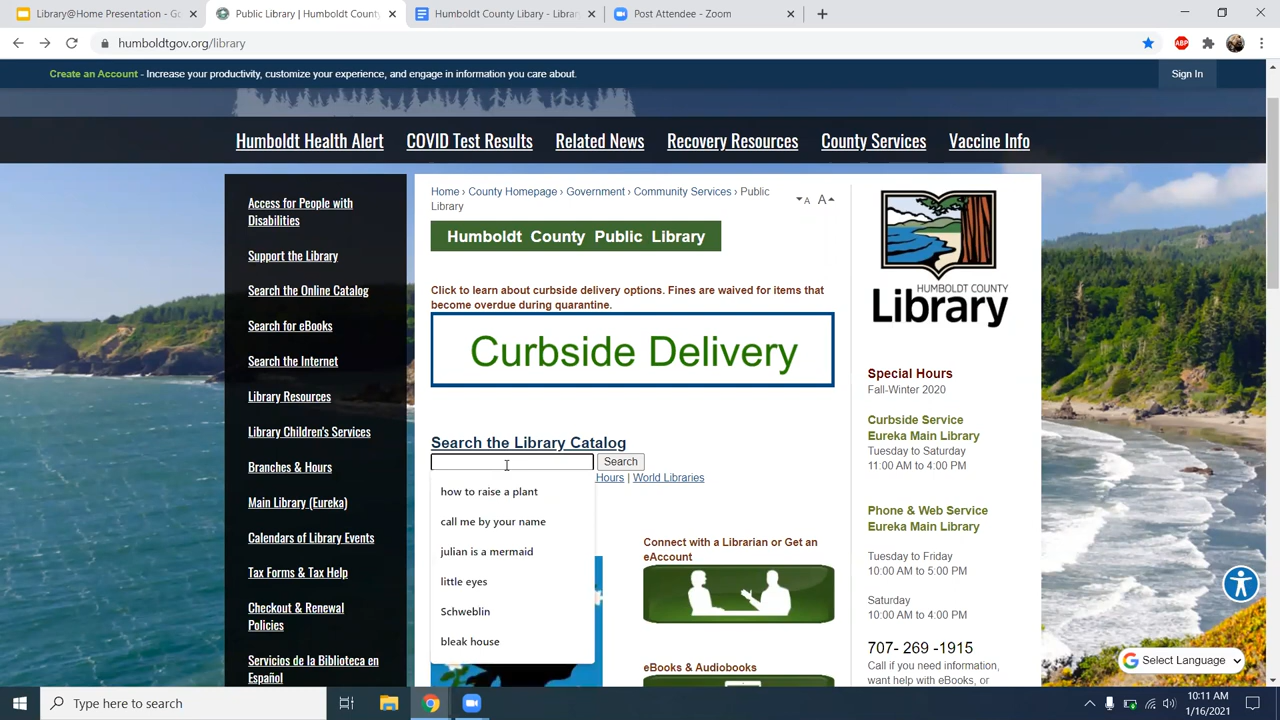 Library@Home Presentation - Go
Public Library | Humboldt County
Humboldt County Libary - Librar
Post Attendee - Zoom
humboldtgov.org/library
ABP
Create an Account - Increase your productivity, customize your experience, and engage in information you care about.
Sign In
Humboldt Health Alert
COVID Test Results
Related News
Recovery Resources
County Services
Vaccine Info
Access for People with
Disabilities
Support the Library
Search the Online Catalog
Search for eBooks
Search the Internet
Library Resources
Library Children's Services
Branches & Hours
Main Library (Eureka)
Calendars of Library Events
Tax Forms & Tax Help
Checkout & Renewal
Policies
Servicios de la Biblioteca en
Español
Home › County Homepage › Government › Community Services › Public
Library
A A
Humboldt County Public Library
Click to learn about curbside delivery options. Fines are waived for items that
become overdue during quarantine.
Curbside Delivery
Search the Library Catalog
Search
Hours | World Libraries
how to raise a plant
call me by your name
julian is a mermaid
little eyes
Schweblin
bleak house
Connect with a Librarian or Get an
eAccount
eBooks & Audiobooks
HUMBOLDT COUNTY
Library
Special Hours
Fall-Winter 2020
Curbside Service
Eureka Main Library
Tuesday to Saturday
11:00 AM to 4:00 PM
Phone & Web Service
Eureka Main Library
Tuesday to Friday
10:00 AM to 5:00 PM
Saturday
10:00 AM to 4:00 PM
707- 269 -1915
Call if you need information,
want help with eBooks, or
G Select Language
Type here to search
10:11 AM
1/16/2021